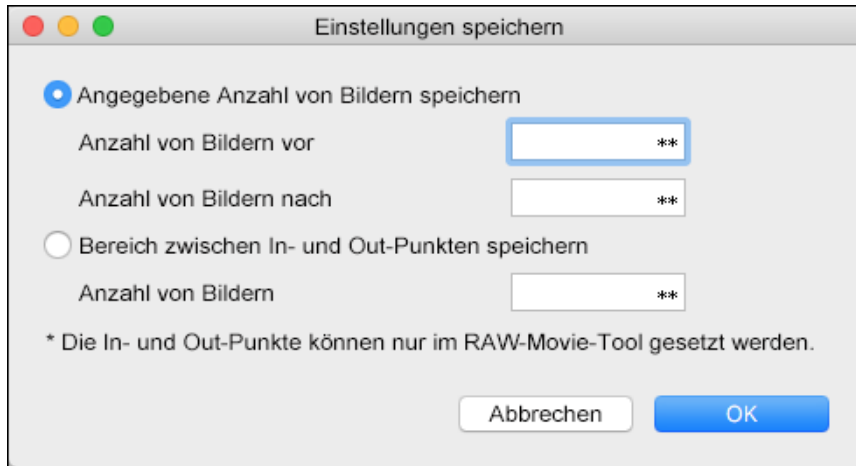 Einstellungen speichern
Angegebene Anzahl von Bildern speichern
Anzahl von Bildern vor **
Anzahl von Bildern nach **
Bereich zwischen In- und Out-Punkten speichern
Anzahl von Bildern **
* Die In- und Out-Punkte können nur im RAW-Movie-Tool gesetzt werden.
Abbrechen OK